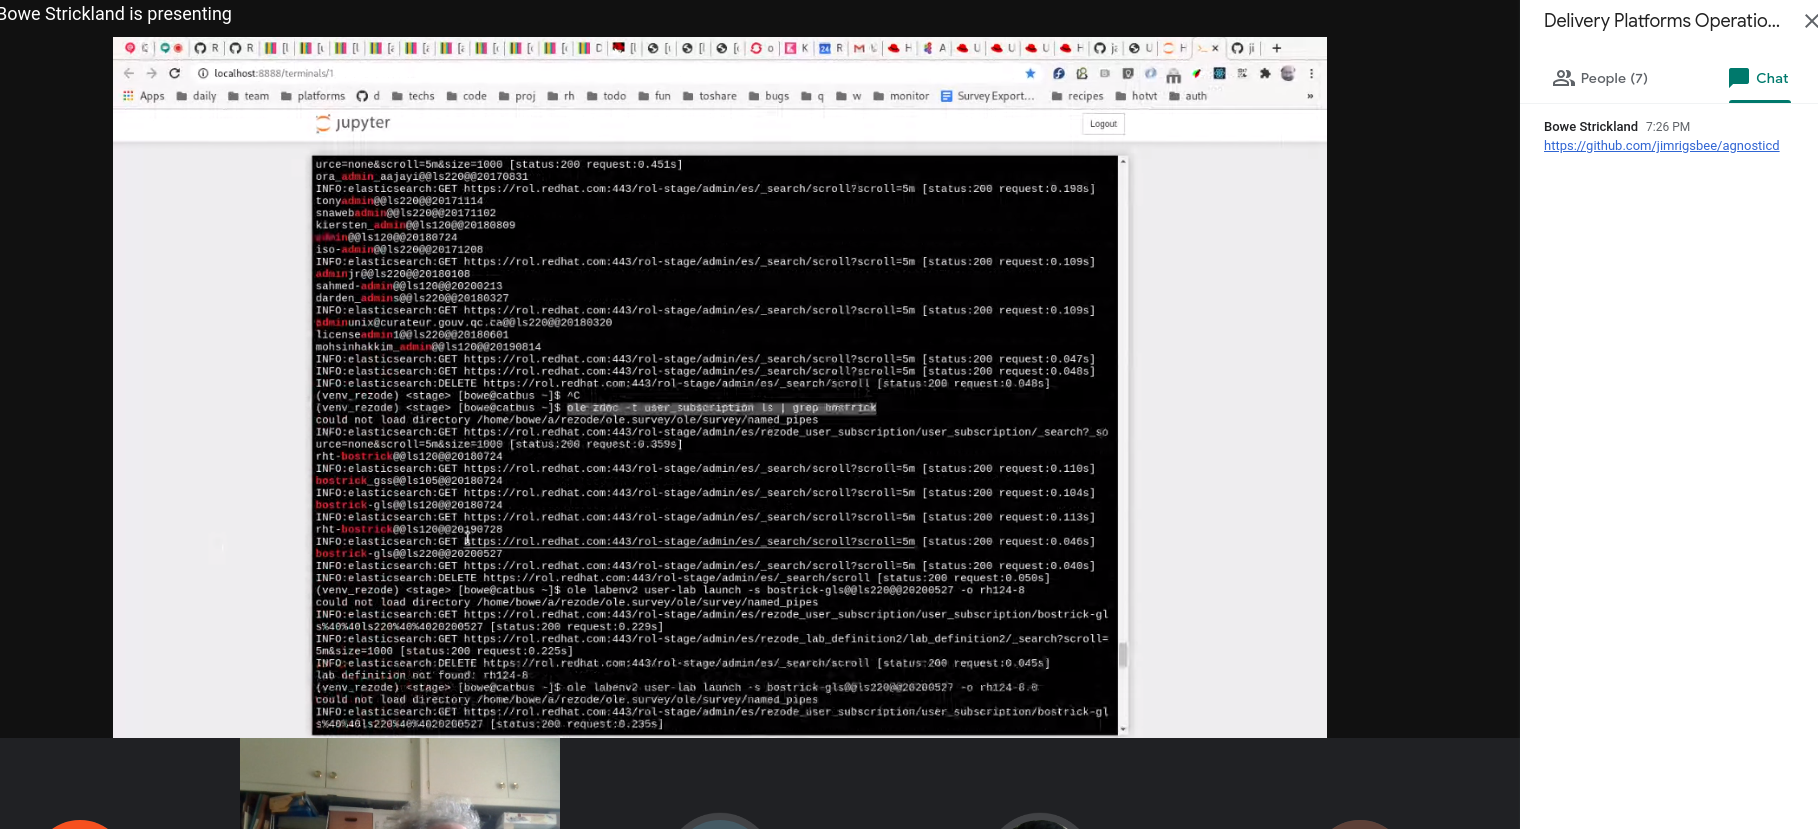 Bowe Strickland is presenting
localhost:8888/terminals/1
Apps daily team platforms d techs code proj rh todo fun toshare bugs q w monitor Survey Export... recipes hotvt auth »
jupyter
Logout
urce=none&scroll=5m&size=1000 [status:200 request:0.451s]
ora_admin_aajayi@@ls220@@20170831
INFO:elasticsearch:GET https://rol.redhat.com:443/rol-stage/admin/es/_search/scroll?scroll=5m [status:200 request:0.198s]
tonyadmin@@ls220@@20171114
snawebadmin@@ls220@@20171102
kiersten_admin@@ls120@@20180809
admin@@ls120@@20180724
iso-admin@@ls220@@20171208
INFO:elasticsearch:GET https://rol.redhat.com:443/rol-stage/admin/es/_search/scroll?scroll=5m [status:200 request:0.109s]
adminjr@@ls220@@20180108
sahmed-admin@@ls120@@20200213
darden_admins@@ls220@@20180327
INFO:elasticsearch:GET https://rol.redhat.com:443/rol-stage/admin/es/_search/scroll?scroll=5m [status:200 request:0.109s]
adminunix@curateur.gouv.qc.ca@@ls220@@20180320
licenseadmin1@@ls220@@20180601
mohsinhakkim_admin@@ls120@@20190814
INFO:elasticsearch:GET https://rol.redhat.com:443/rol-stage/admin/es/_search/scroll?scroll=5m [status:200 request:0.047s]
INFO:elasticsearch:GET https://rol.redhat.com:443/rol-stage/admin/es/_search/scroll?scroll=5m [status:200 request:0.048s]
INFO:elasticsearch:DELETE https://rol.redhat.com:443/rol-stage/admin/es/_search/scroll [status:200 request:0.048s]
(venv_rezode) <stage> [bowe@catbus ~]$ ^C
(venv_rezode) <stage> [bowe@catbus ~]$ ole -t user_subscription ls | grep
could not load directory /home/bowe/a/rezode/ole.survey/ole/survey/named_pipes
INFO:elasticsearch:GET https://rol.redhat.com:443/rol-stage/admin/es/rezode_user_subscription/user_subscription/_search?_so
urce=none&scroll=5m&size=1000 [status:200 request:0.359s]
rht-bostrick@@ls120@@20180724
INFO:elasticsearch:GET https://rol.redhat.com:443/rol-stage/admin/es/_search/scroll?scroll=5m [status:200 request:0.110s]
bostrick_gss@@ls105@@20180724
INFO:elasticsearch:GET https://rol.redhat.com:443/rol-stage/admin/es/_search/scroll?scroll=5m [status:200 request:0.104s]
bostrick-gls@@ls120@@20180724
INFO:elasticsearch:GET https://rol.redhat.com:443/rol-stage/admin/es/_search/scroll?scroll=5m [status:200 request:0.113s]
rht-bostrick@@ls120@@20190728
INFO:elasticsearch:GET https://rol.redhat.com:443/rol-stage/admin/es/_search/scroll?scroll=5m [status:200 request:0.046s]
bostrick-gls@@ls220@@20200527
INFO:elasticsearch:GET https://rol.redhat.com:443/rol-stage/admin/es/_search/scroll?scroll=5m [status:200 request:0.040s]
INFO:elasticsearch:DELETE https://rol.redhat.com:443/rol-stage/admin/es/_search/scroll [status:200 request:0.050s]
(venv_rezode) <stage> [bowe@catbus ~]$ ole labenv2 user-lab launch -s bostrick-gls@@ls220@@20200527 -o rh124-8
could not load directory /home/bowe/a/rezode/ole.survey/ole/survey/named_pipes
INFO:elasticsearch:GET https://rol.redhat.com:443/rol-stage/admin/es/rezode_user_subscription/user_subscription/bostrick-gl
s%40%40ls220%40%4020200527 [status:200 request:0.229s]
INFO:elasticsearch:GET https://rol.redhat.com:443/rol-stage/admin/es/rezode_lab_definition2/lab_definition2/_search?scroll=
5m&size=1000 [status:200 request:0.225s]
INFO:elasticsearch:DELETE https://rol.redhat.com:443/rol-stage/admin/es/_search/scroll [status:200 request:0.045s]
lab definition not found: rh124-8
(venv_rezode) <stage> [bowe@catbus ~]$ ole labenv2 user-lab launch -s bostrick-gls@@ls220@@20200527 -o rh124-8.0
could not load directory /home/bowe/a/rezode/ole.survey/ole/survey/named_pipes
INFO:elasticsearch:GET https://rol.redhat.com:443/rol-stage/admin/es/rezode_user_subscription/user_subscription/bostrick-gl
s%40%40ls220%40%4020200527 [status:200 request:0.235s]
Delivery Platforms Operatio...
People (7) Chat
Bowe Strickland 7:26 PM
https://github.com/jimrigsbee/agnosticd